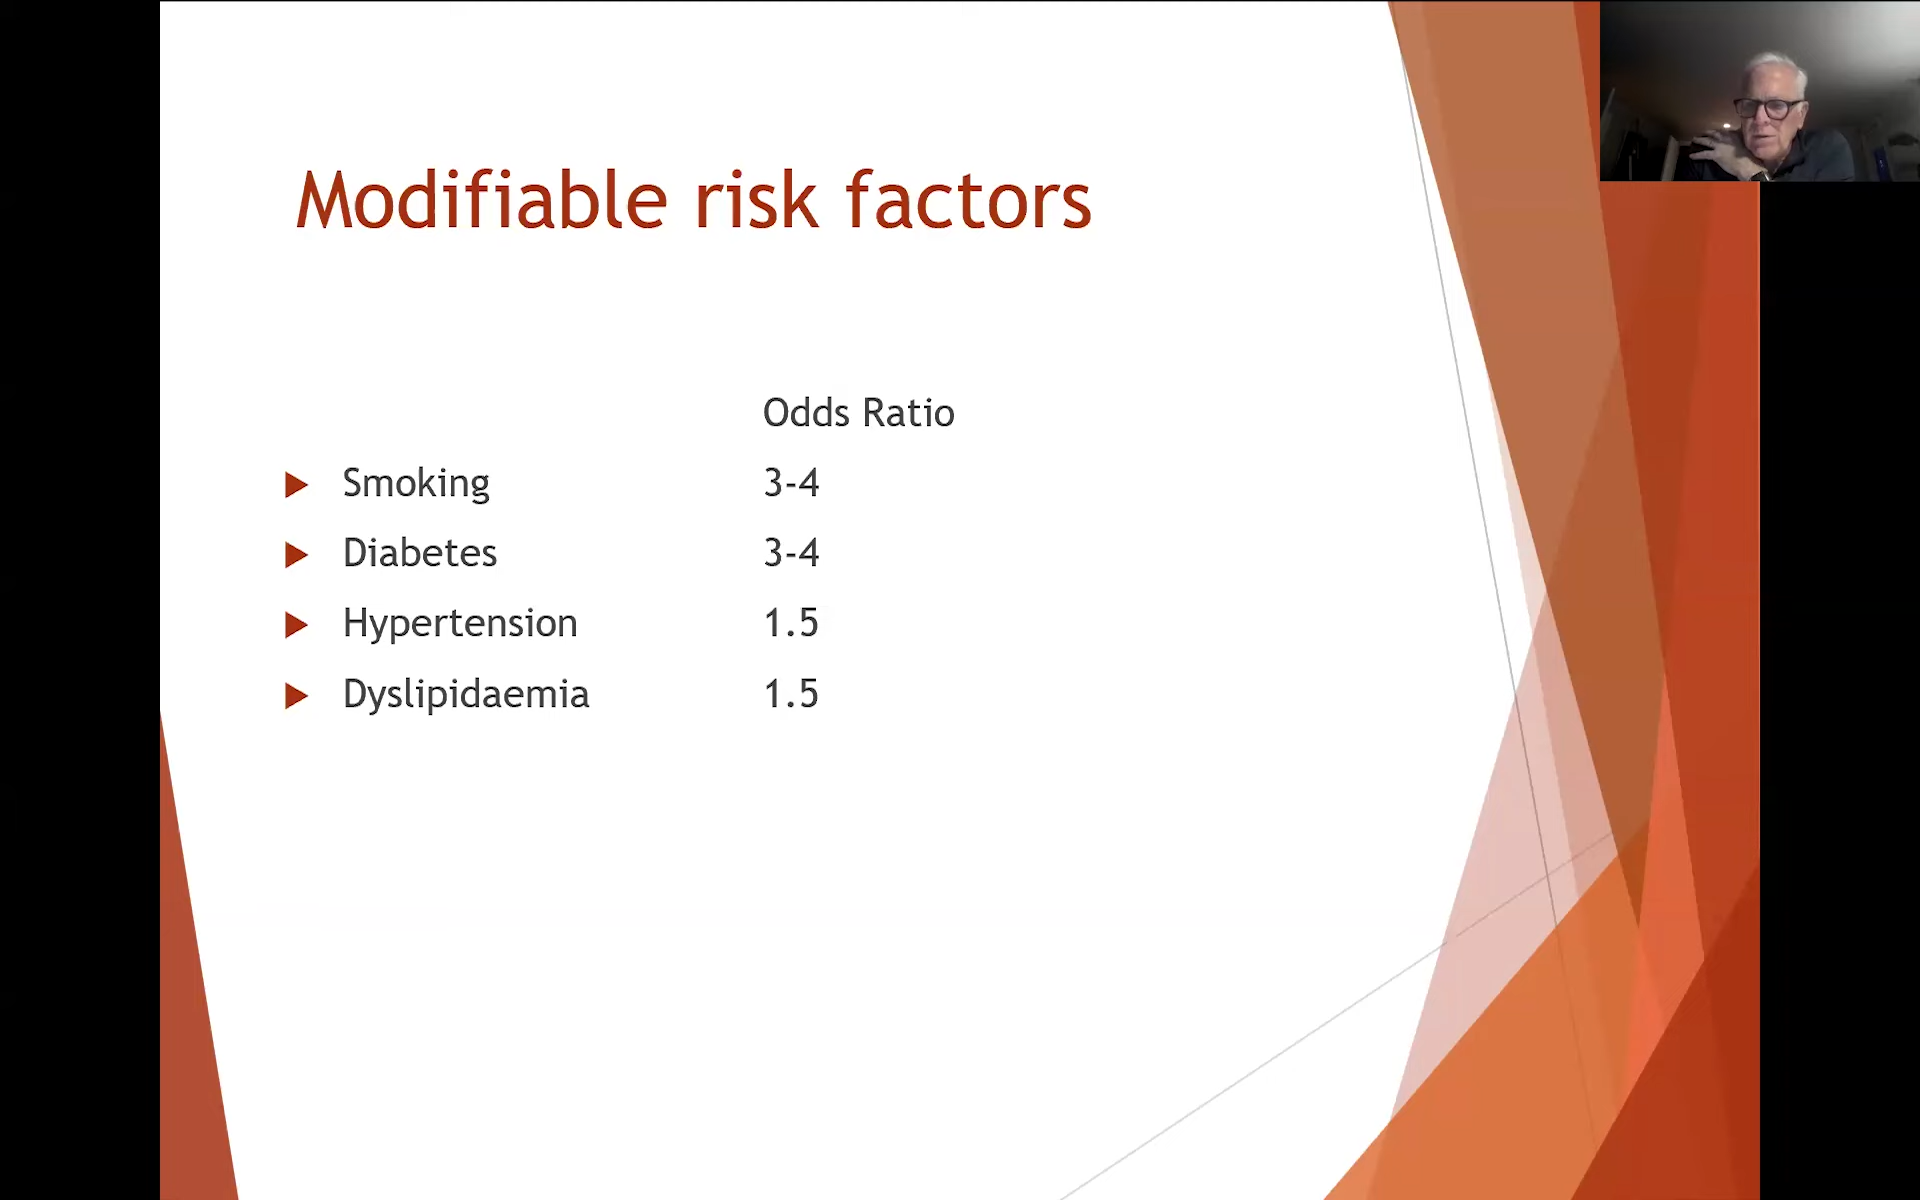 Modifiable risk factors
Odds Ratio
Smoking 3-4
Diabetes 3-4
Hypertension 1.5
Dyslipidaemia 1.5